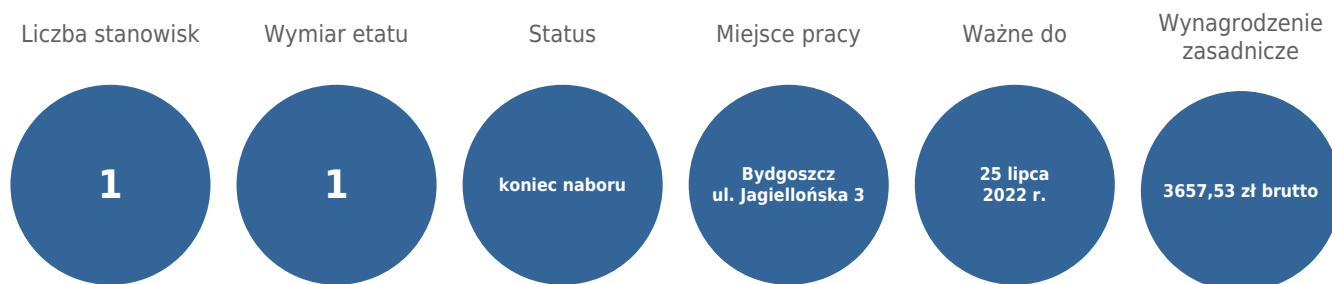 Liczba stanowisk
1
Wymiar etatu
1
Status
koniec naboru
Miejsce pracy
Bydgoszcz
ul. Jagiellońska 3
Ważne do
25 lipca
2022 r.
Wynagrodzenie
zasadnicze
3657,53 zł brutto